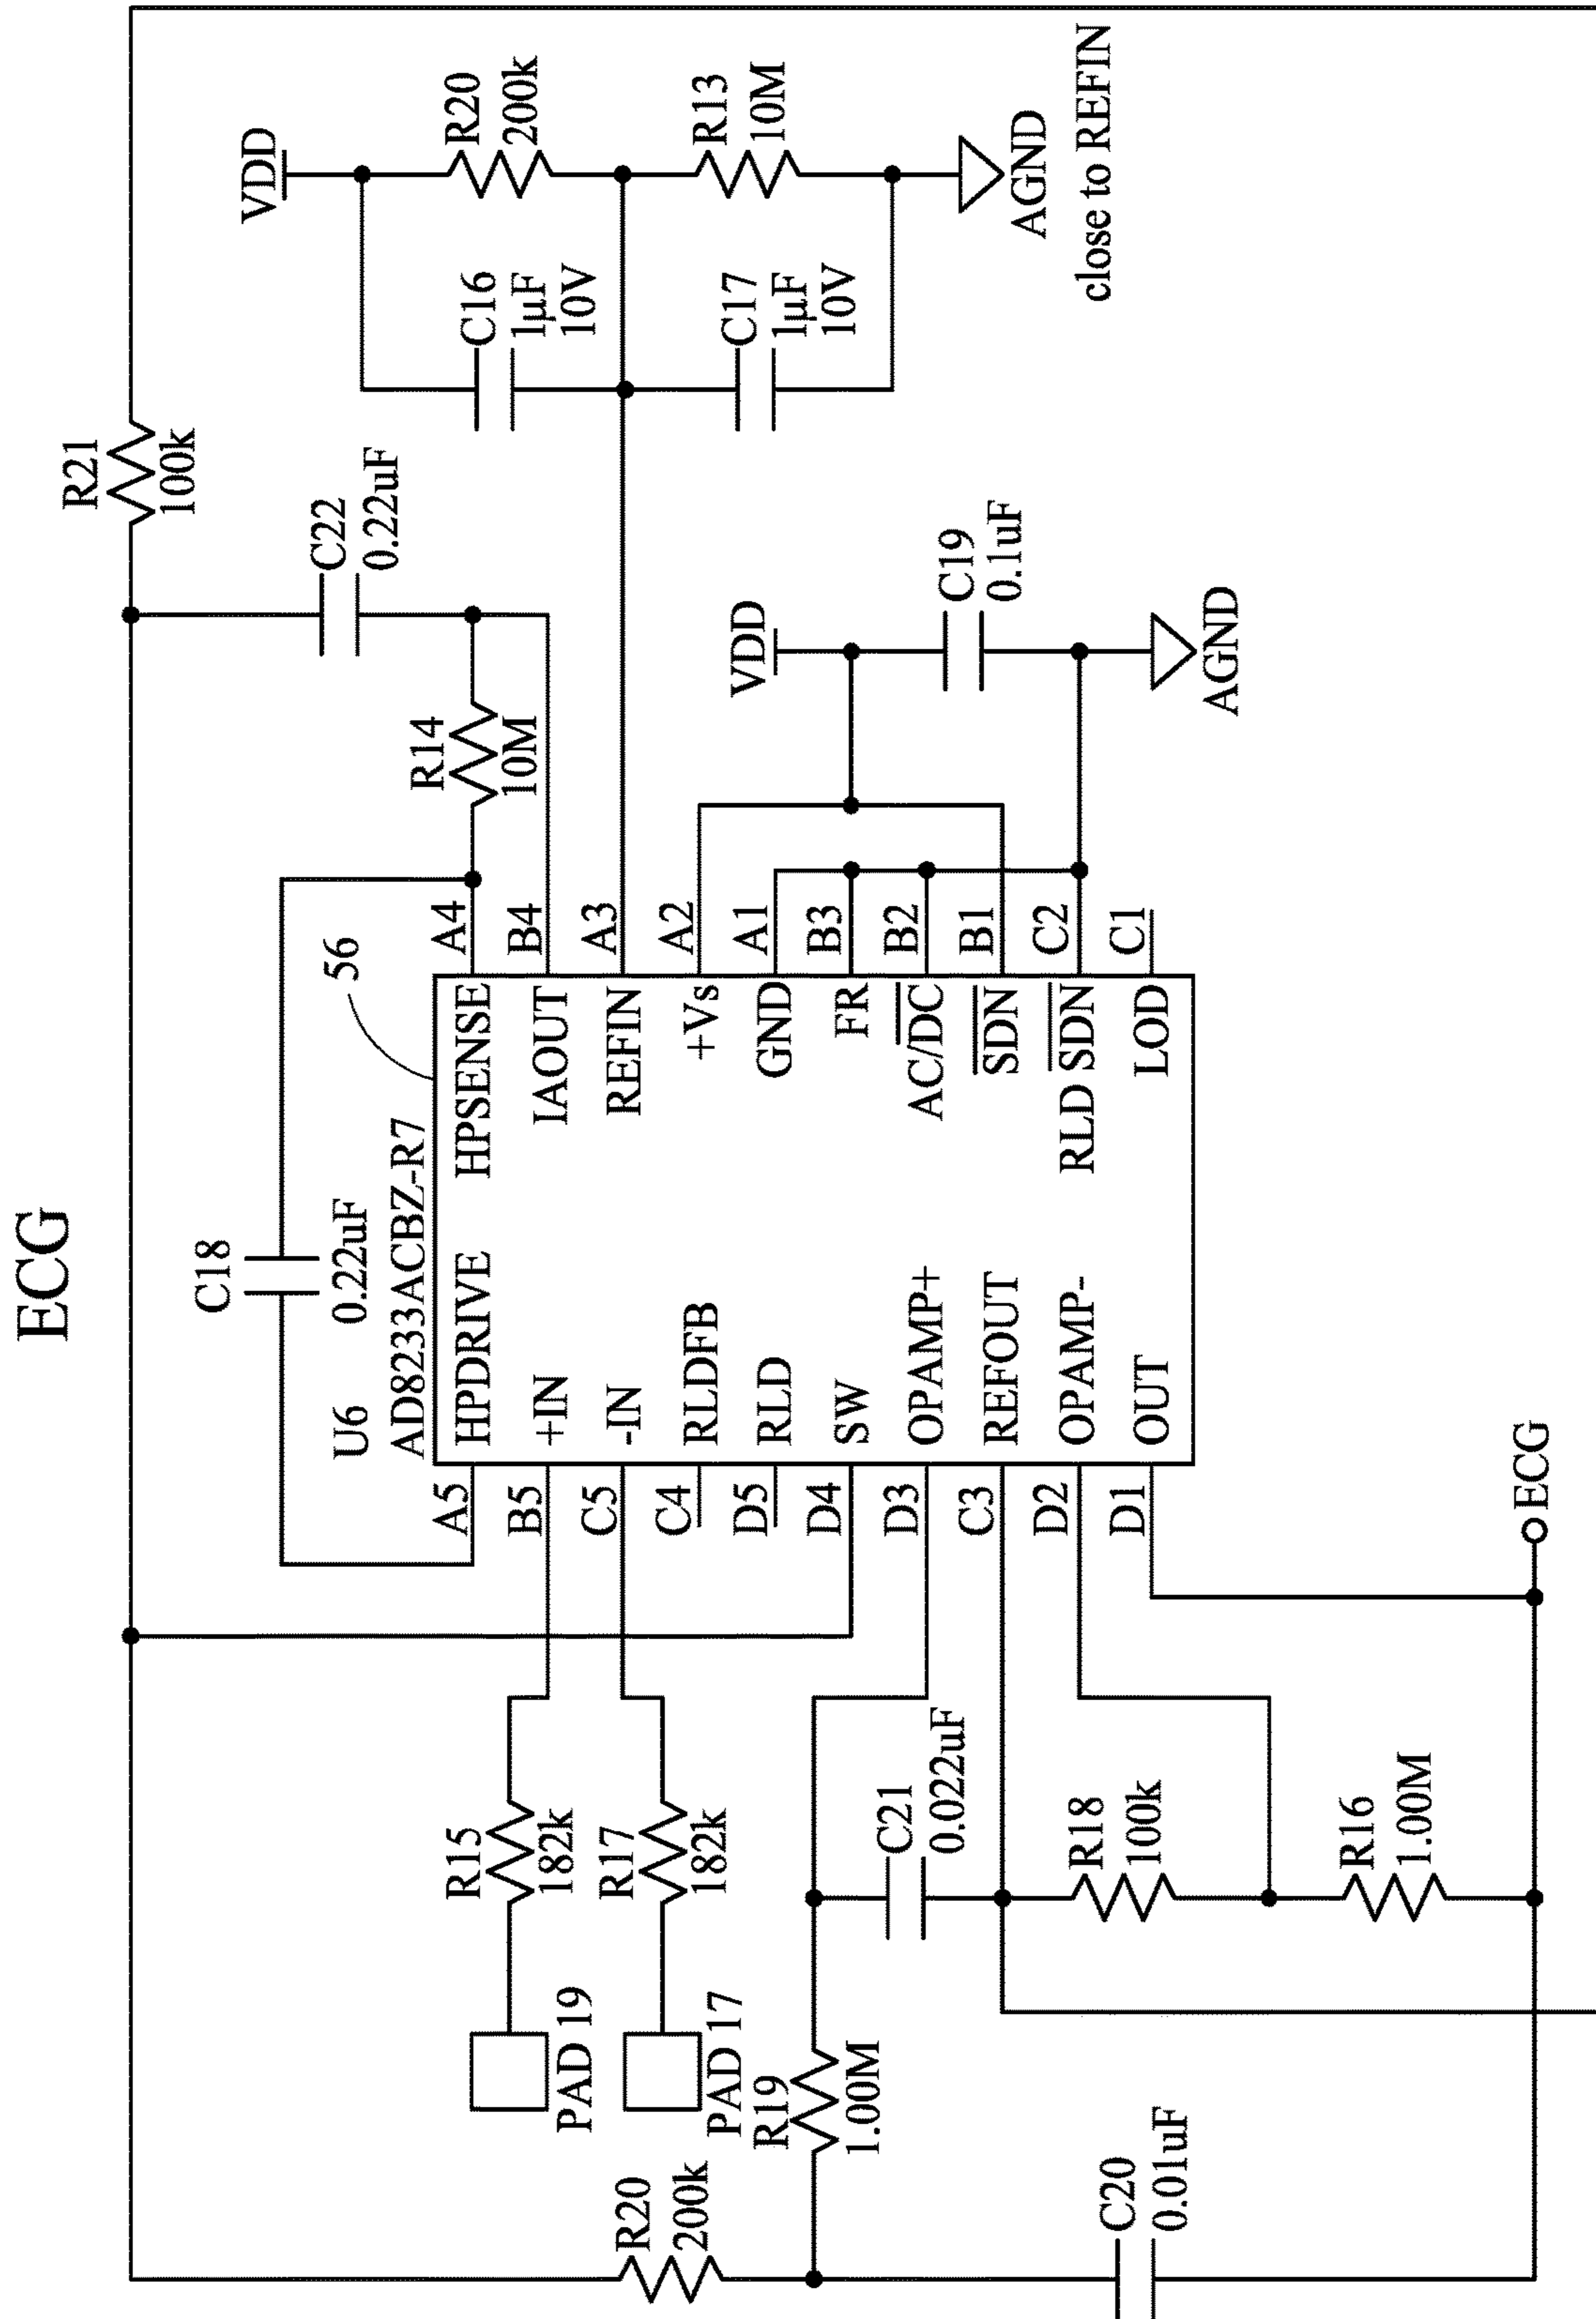 ECG
R21
100k
C22
0.22uF
VDD
R20
200k
C16
1µF
10V
R13
10M
C17
1µF
10V
AGND
close to REFIN
R14
10M
C18
0.22uF
56
U6
AD8233ACBZ-R7
VDD
C19
0.1uF
AGND
A5 HPDRIVE HPSENSE A4
B5 +IN IAOUT B4
C5 -IN REFIN A3
C4 RLDFB +Vs A2
D5 RLD GND A1
D4 SW FR B3
D3 OPAMP+ AC/DC B2
C3 REFOUT SDN B1
D2 OPAMP- RLD SDN C2
D1 OUT LOD C1
R15
182k
PAD 19
R17
182k
PAD 17
R20
200k
R19
1.00M
C21
0.022uF
R18
100k
R16
1.00M
C20
0.01uF
ECG